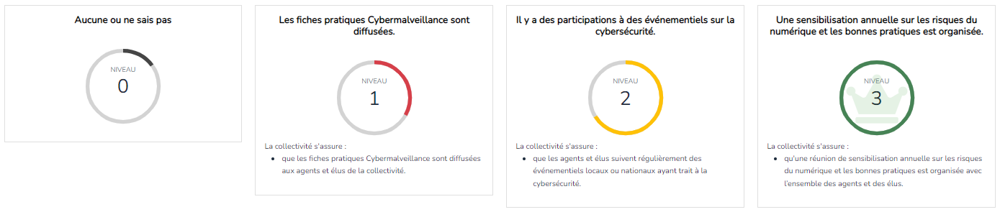 Aucune ou ne sais pas
NIVEAU
0
Les fiches pratiques Cybermalveillance sont
diffusées.
NIVEAU
1
La collectivité s'assure :
• que les fiches pratiques Cybermalveillance sont diffusées
aux agents et élus de la collectivité.
Il y a des participations à des événementiels sur la
cybersécurité.
NIVEAU
2
La collectivité s'assure :
• que les agents et élus suivent régulièrement des
événementiels locaux ou nationaux ayant trait à la
cybersécurité.
Une sensibilisation annuelle sur les risques du
numérique et les bonnes pratiques est organisée.
NIVEAU
3
La collectivité s'assure :
• qu'une réunion de sensibilisation annuelle sur les risques
du numérique et les bonnes pratiques est organisée avec
l'ensemble des agents et des élus.